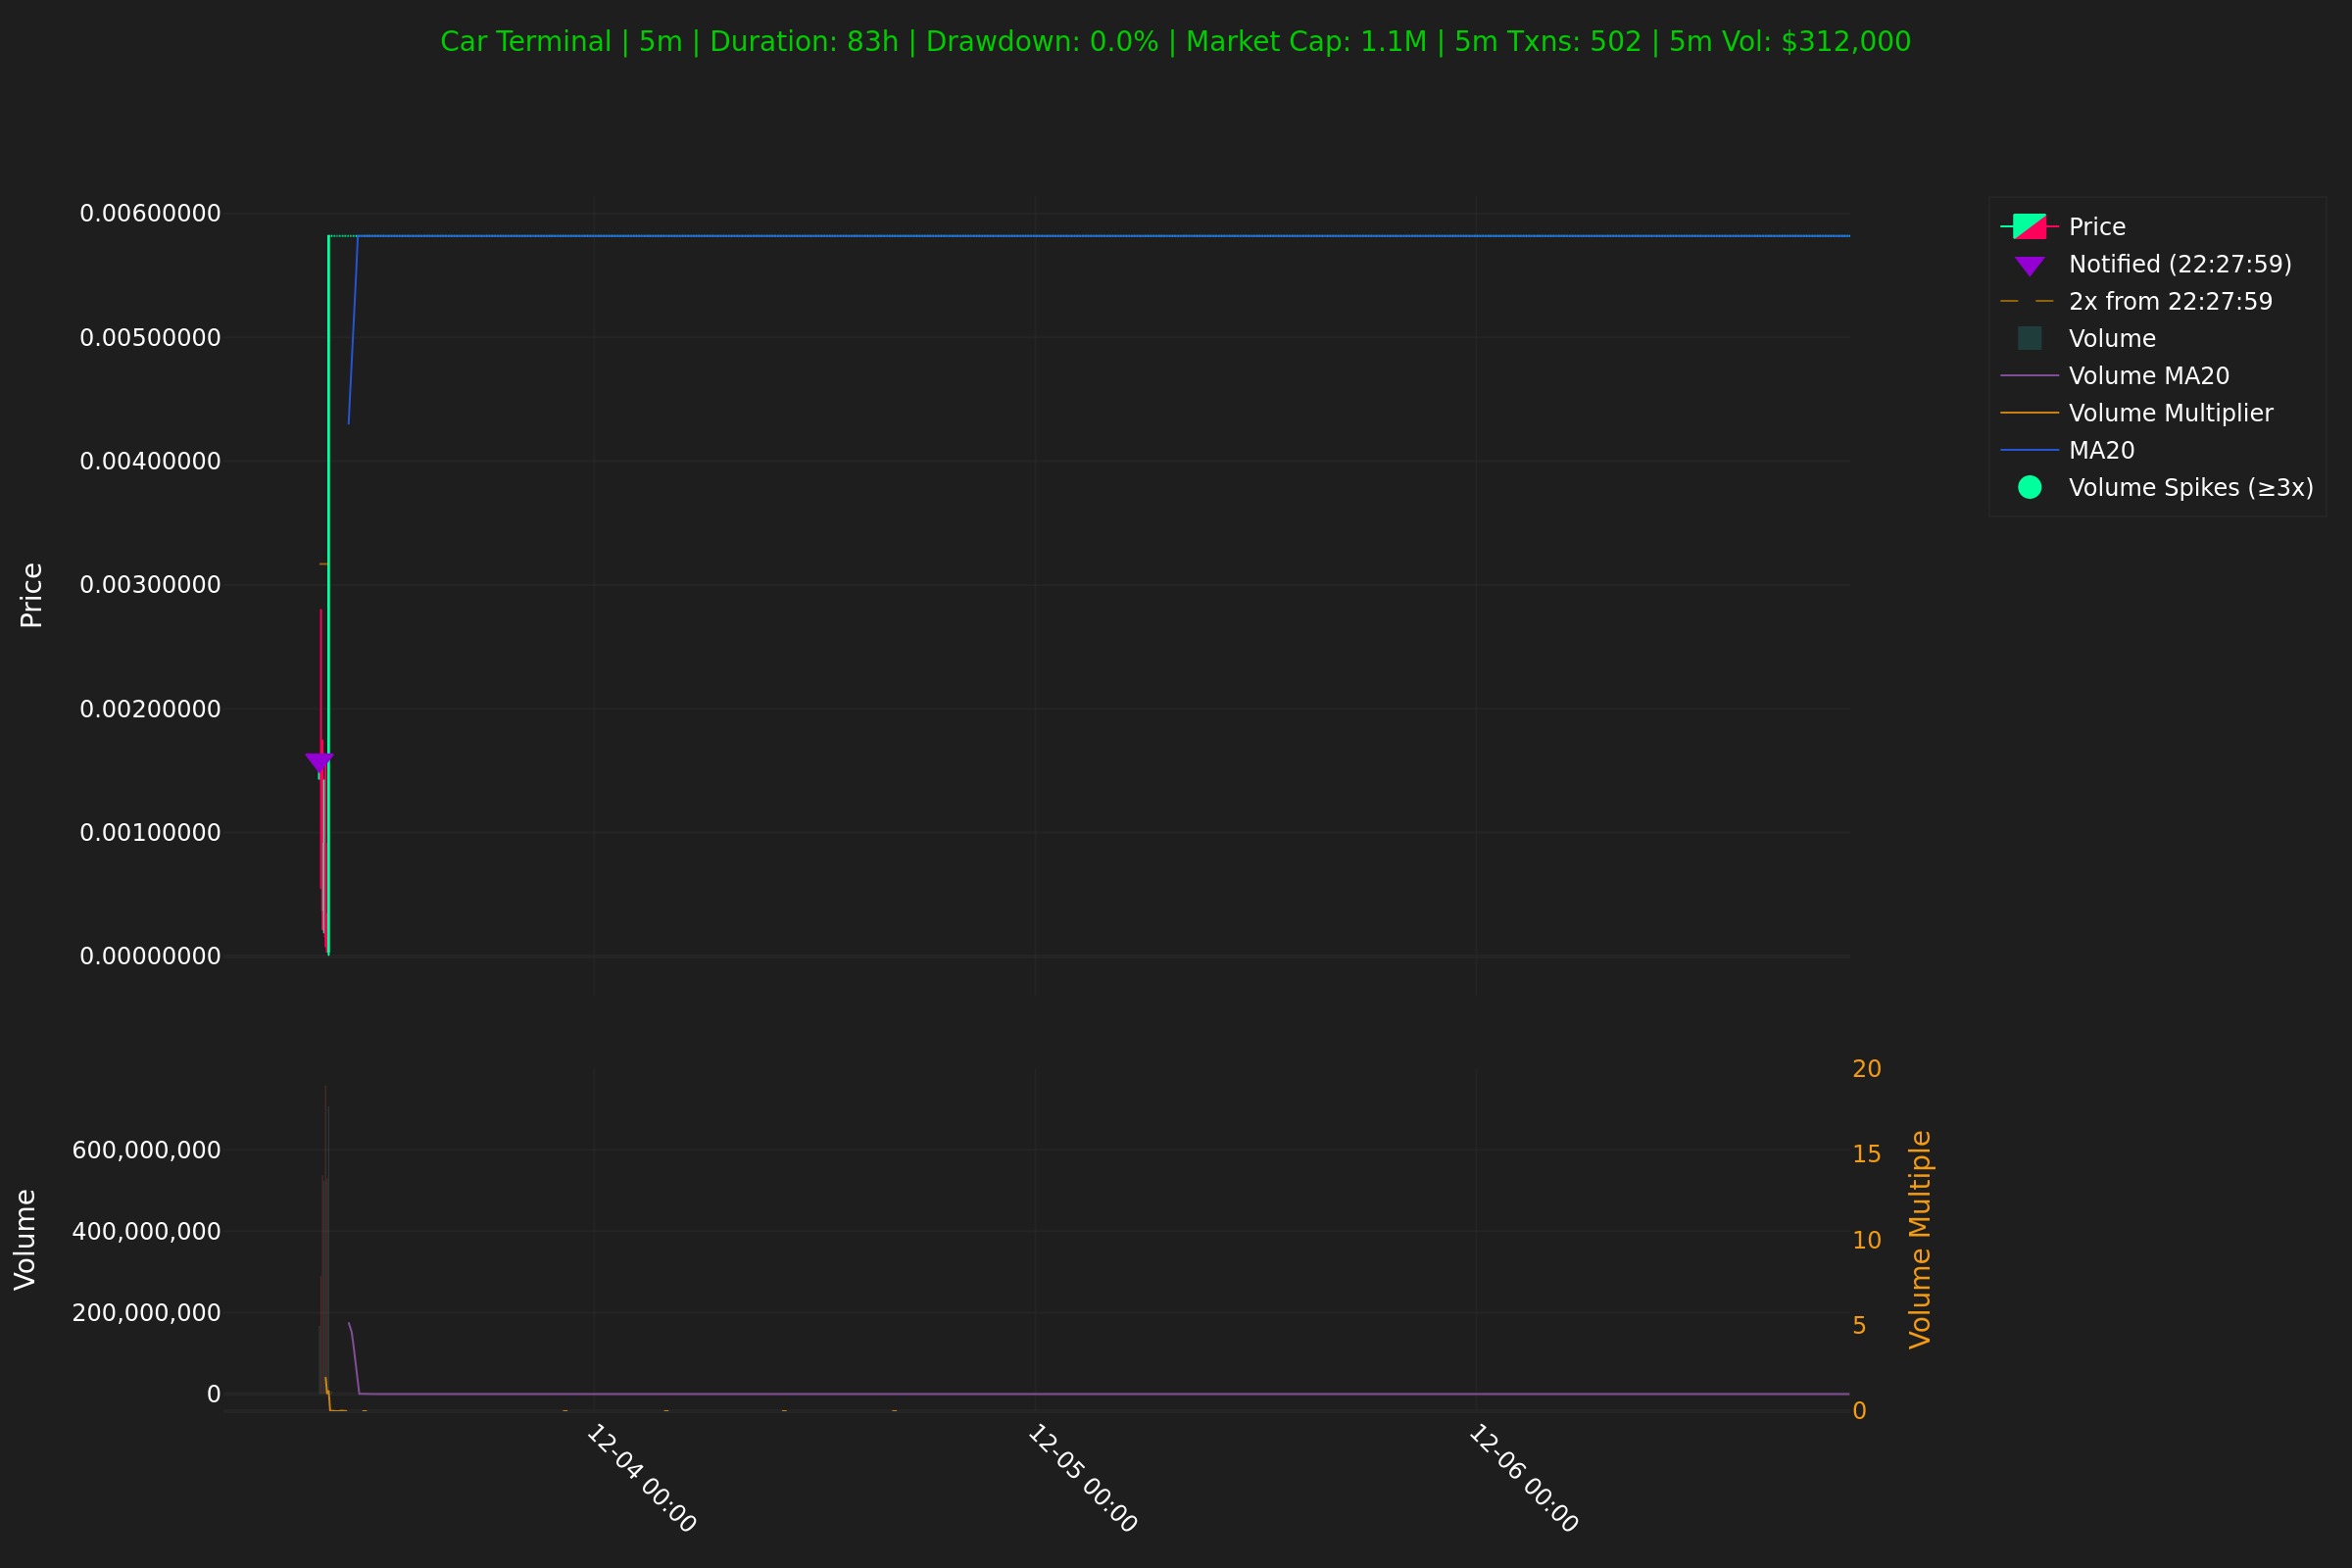 Car Terminal | 5m | Duration: 83h | Drawdown: 0.0% | Market Cap: 1.1M | 5m Txns: 502 | 5m Vol: $312,000
Price
0.00600000
0.00500000
0.00400000
0.00300000
0.00200000
0.00100000
0.00000000
Price
Notified (22:27:59)
2x from 22:27:59
Volume
Volume MA20
Volume Multiplier
MA20
Volume Spikes (≥3x)
Volume
600,000,000
400,000,000
200,000,000
0
20
15
10
5
0
Volume Multiple
12-04 00:00
12-05 00:00
12-06 00:00